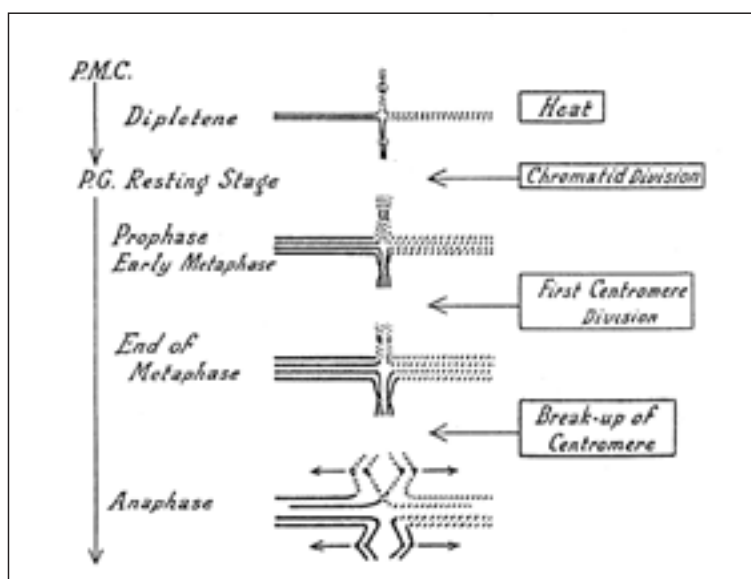 P.M.C.
Diplotene
Heat
P.G. Resting Stage
Chromatid Division
Prophase
Early Metaphase
First Centromere
Division
End of
Metaphase
Break-up of
Centromere
Anaphase